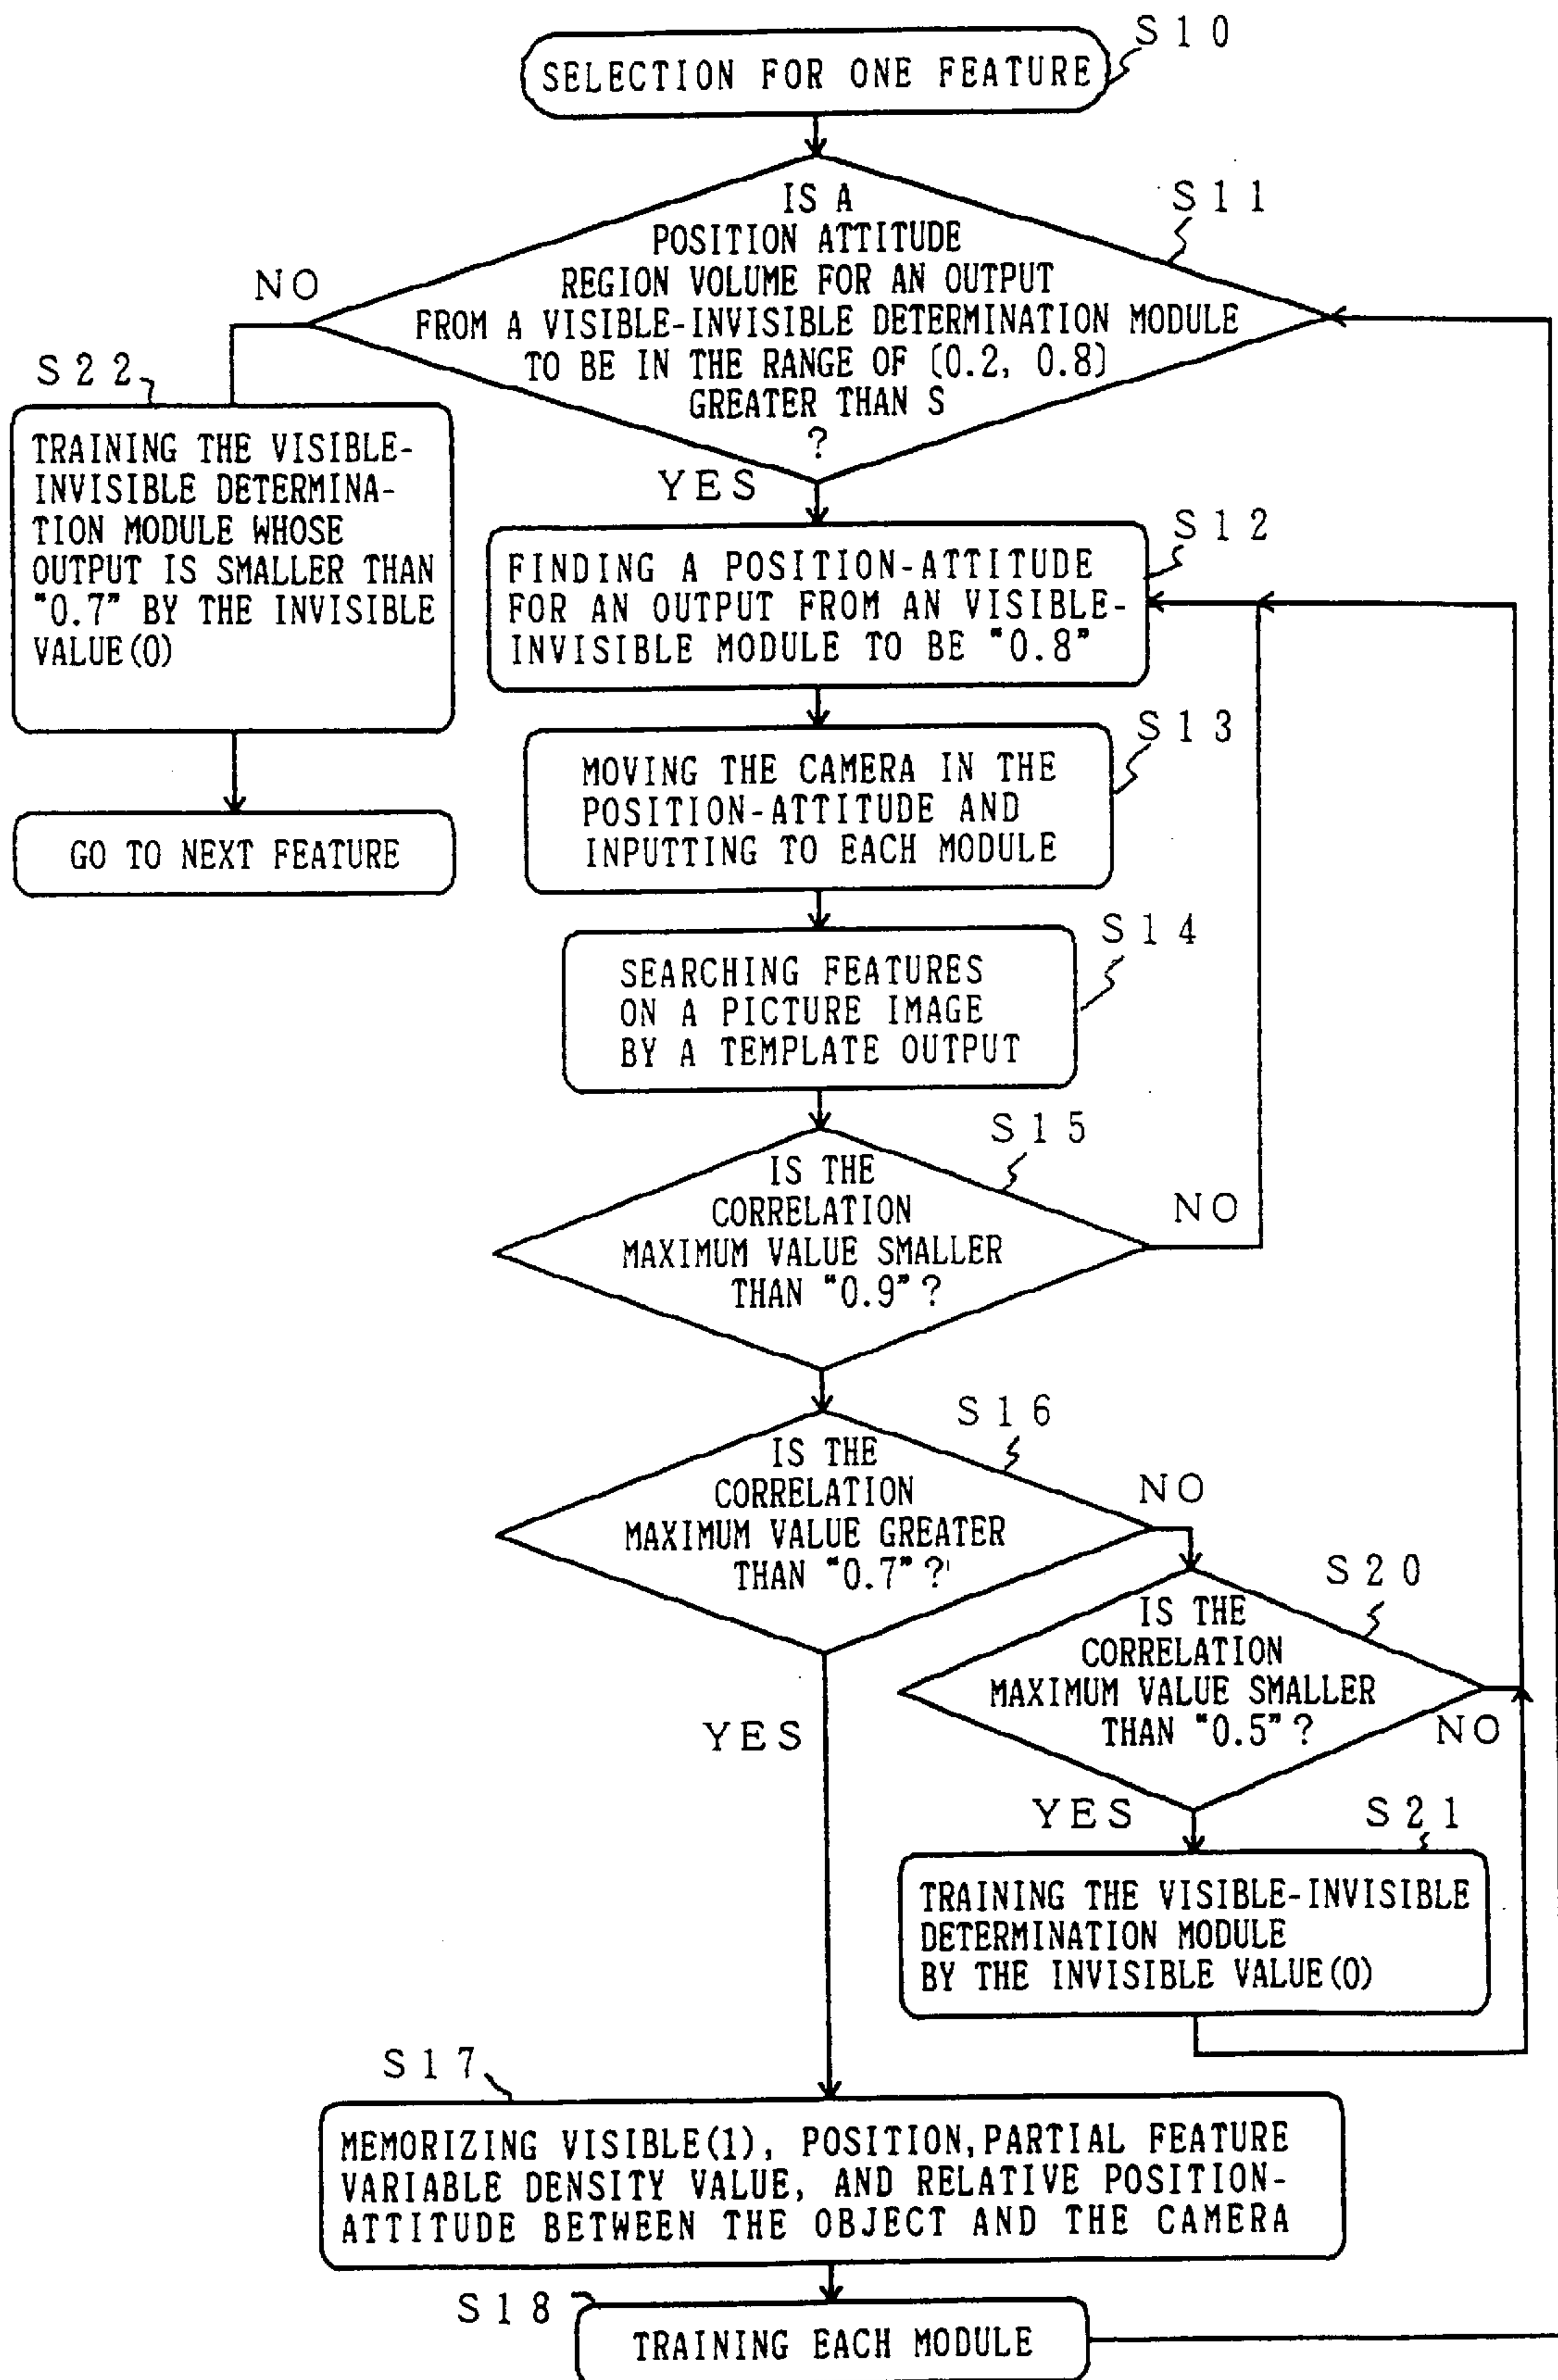 S10
SELECTION FOR ONE FEATURE
S11
IS A
POSITION ATTITUDE
REGION VOLUME FOR AN OUTPUT
FROM A VISIBLE-INVISIBLE DETERMINATION MODULE
TO BE IN THE RANGE OF [0.2, 0.8]
GREATER THAN S
?
NO
YES
S22
TRAINING THE VISIBLE-
INVISIBLE DETERMINA-
TION MODULE WHOSE
OUTPUT IS SMALLER THAN
"0.7" BY THE INVISIBLE
VALUE(0)
GO TO NEXT FEATURE
S12
FINDING A POSITION-ATTITUDE
FOR AN OUTPUT FROM AN VISIBLE-
INVISIBLE MODULE TO BE "0.8"
S13
MOVING THE CAMERA IN THE
POSITION-ATTITUDE AND
INPUTTING TO EACH MODULE
S14
SEARCHING FEATURES
ON A PICTURE IMAGE
BY A TEMPLATE OUTPUT
S15
IS THE
CORRELATION
MAXIMUM VALUE SMALLER
THAN "0.9"?
NO
S16
IS THE
CORRELATION
MAXIMUM VALUE GREATER
THAN "0.7"?
NO
YES
S20
IS THE
CORRELATION
MAXIMUM VALUE SMALLER
THAN "0.5"?
NO
YES
S21
TRAINING THE VISIBLE-INVISIBLE
DETERMINATION MODULE
BY THE INVISIBLE VALUE(0)
S17
MEMORIZING VISIBLE(1), POSITION,PARTIAL FEATURE
VARIABLE DENSITY VALUE, AND RELATIVE POSITION-
ATTITUDE BETWEEN THE OBJECT AND THE CAMERA
S18
TRAINING EACH MODULE